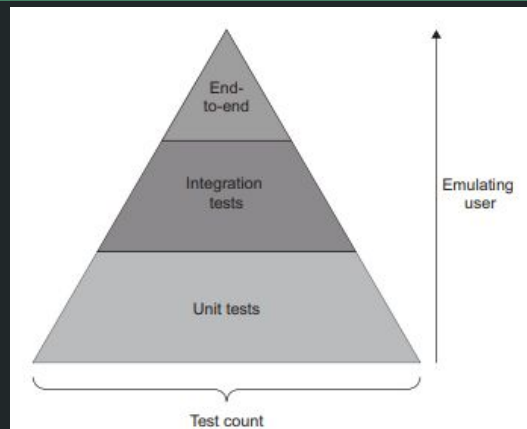 End-
to-end
Integration
tests
Emulating
user
Unit tests
Test count